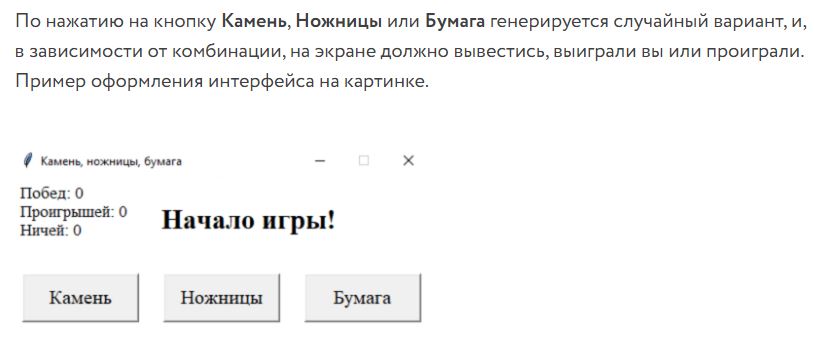 По нажатию на кнопку Камень, Ножницы или Бумага генерируется случайный вариант, и,
в зависимости от комбинации, на экране должно вывестись, выиграли вы или проиграли.
Пример оформления интерфейса на картинке.
Камень, ножницы, бумага
Побед: 0
Проигрышей: 0
Ничей: 0
Начало игры!
Камень Ножницы Бумага